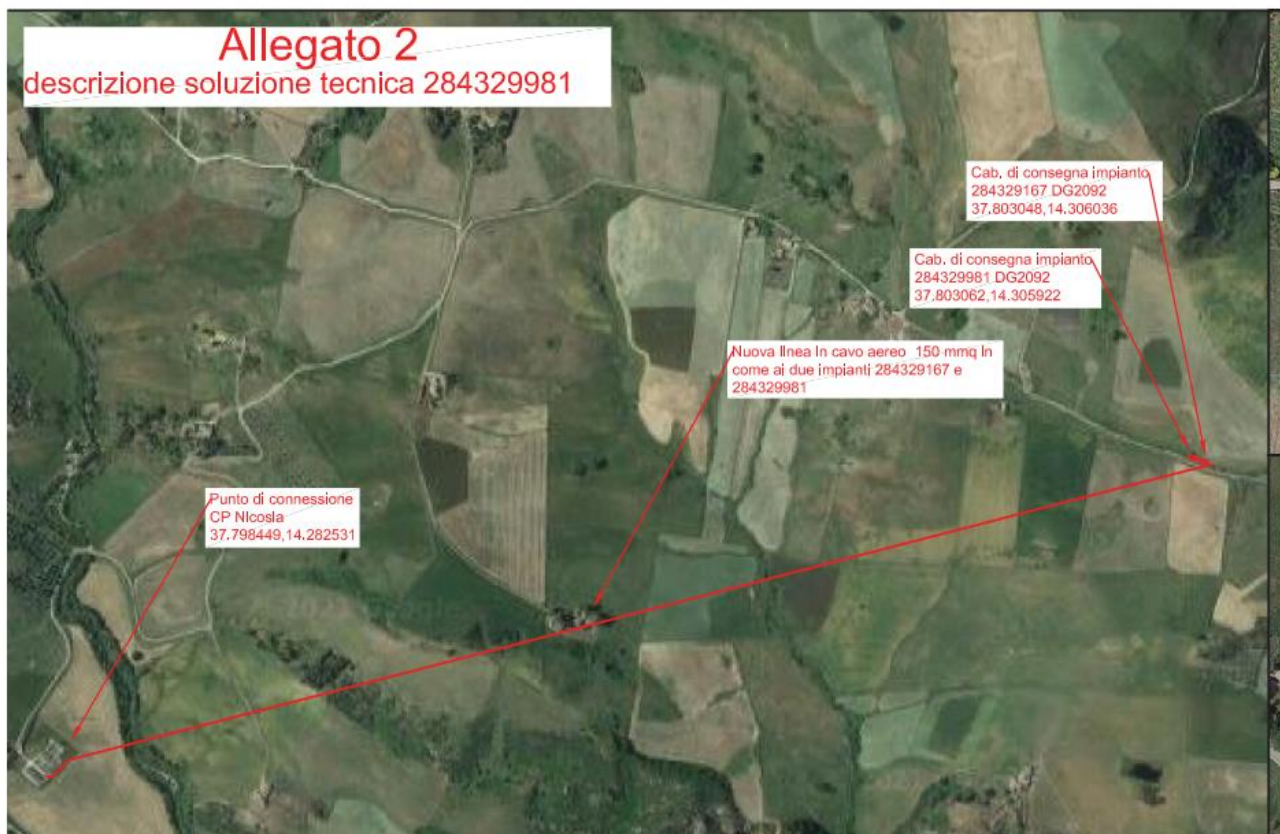 Allegato 2
descrizione soluzione tecnica 284329981
Cab. di consegna impianto
284329167 DG2092
37.803048,14.306036
Cab. di consegna impianto
284329981 DG2092
37.803062,14.305922
Nuova linea in cavo aereo 150 mmq in
come ai due impianti 284329167 e
284329981
Punto di connessione
CP Nicosia
37.798449,14.282531